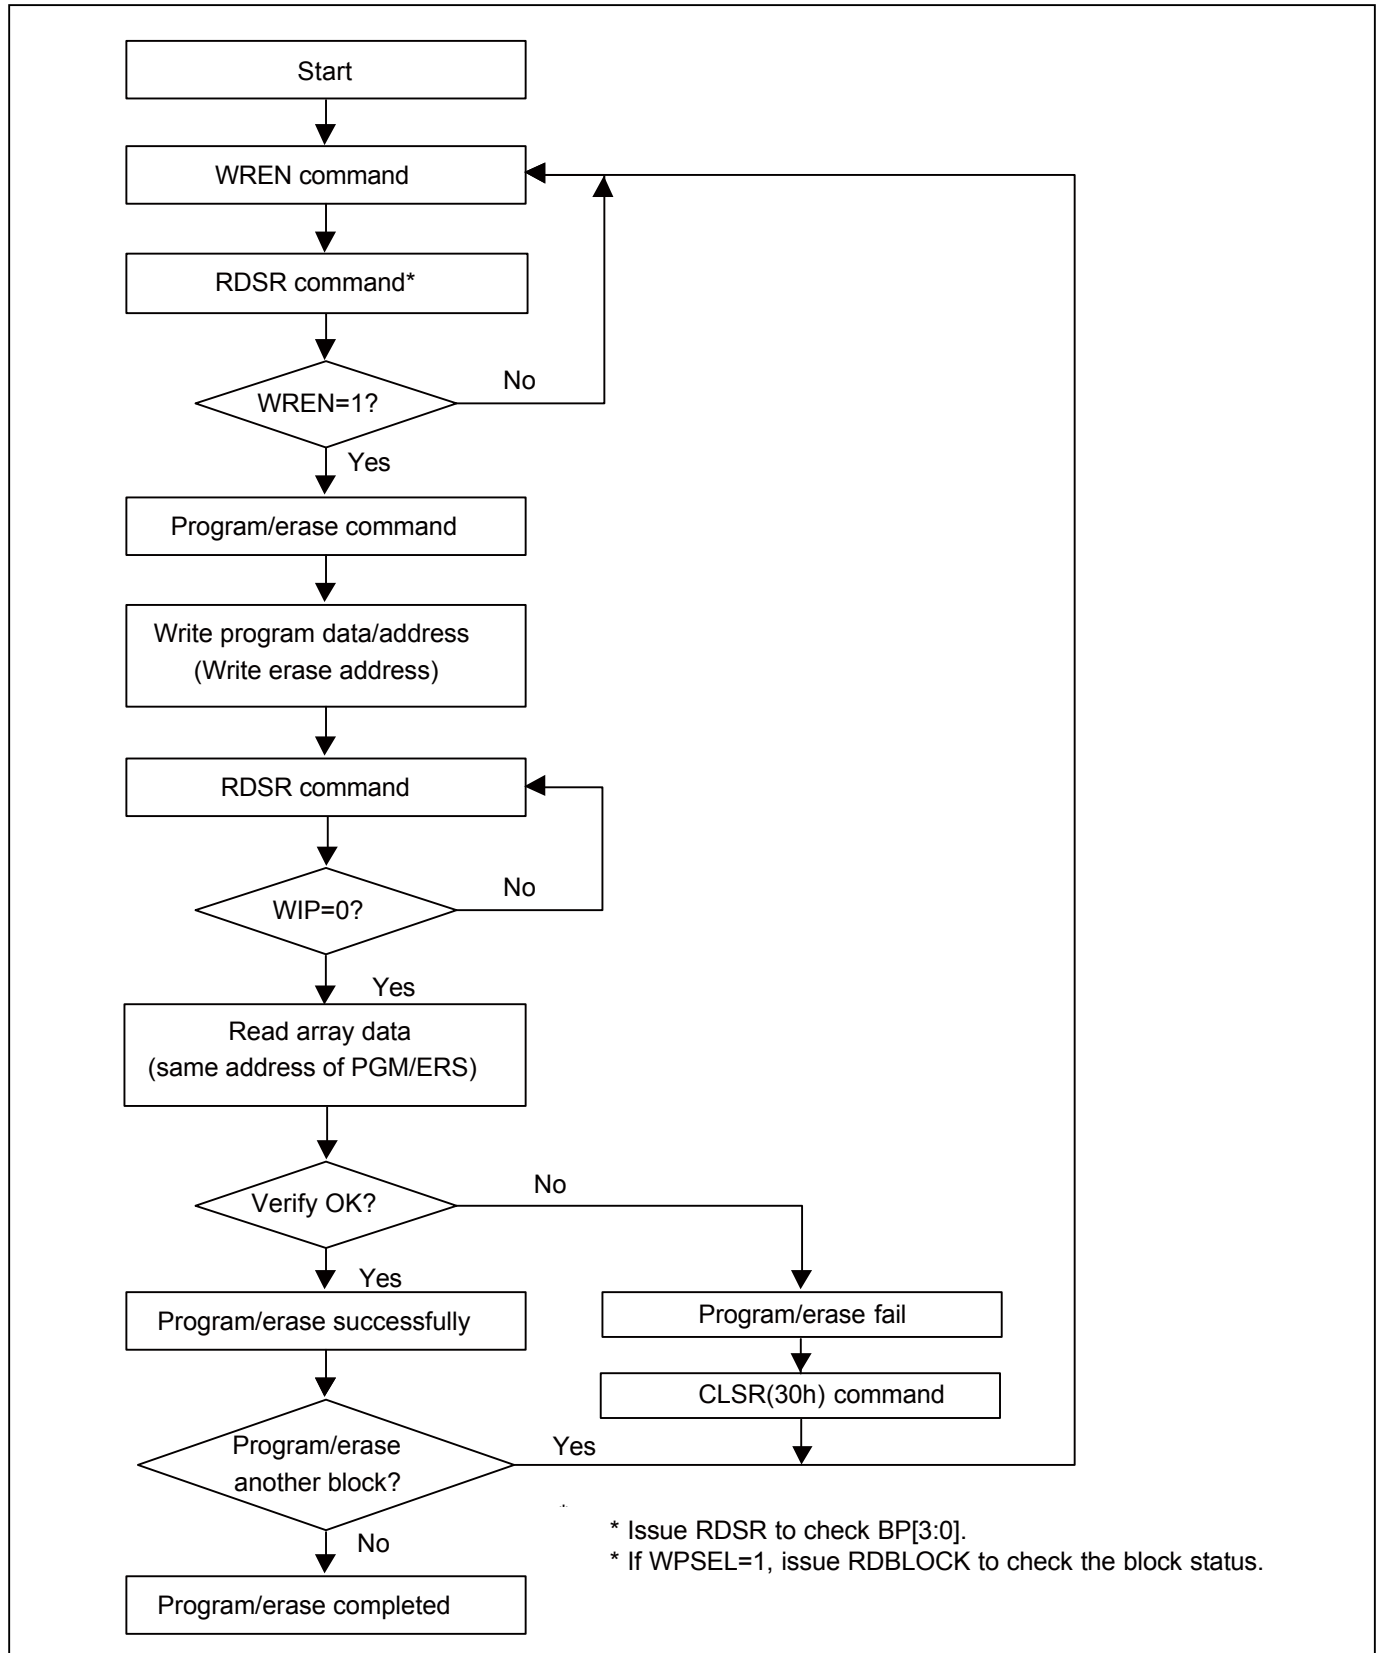 Start
WREN command
RDSR command*
WREN=1?
No
Yes
Program/erase command
Write program data/address
(Write erase address)
RDSR command
WIP=0?
No
Yes
Read array data
(same address of PGM/ERS)
Verify OK?
No
Yes
Program/erase successfully
Program/erase fail
CLSR(30h) command
Program/erase
another block?
Yes
No
*
* Issue RDSR to check BP[3:0].
* If WPSEL=1, issue RDBLOCK to check the block status.
Program/erase completed